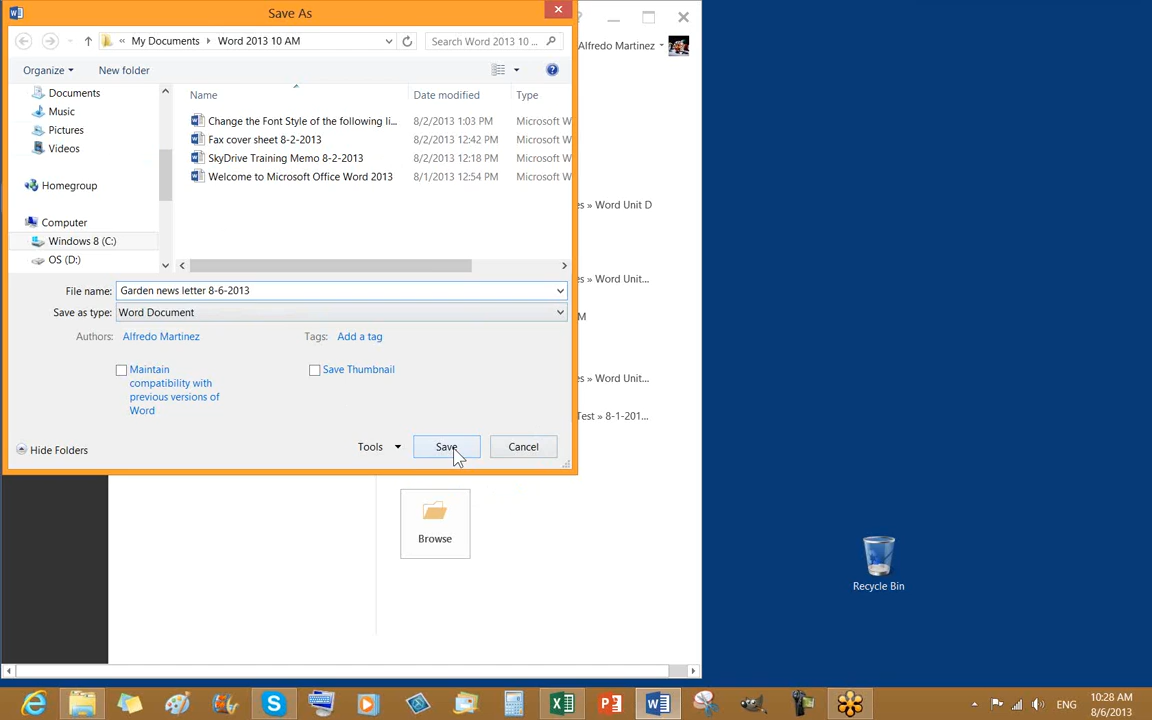 Save As
« My Documents Word 2013 10 AM
Search Word 2013 10 ...
Alfredo Martinez
Organize
New folder
Documents
Music
Pictures
Videos
Homegroup
Computer
Windows 8 (C:)
OS (D:)
Name Date modified Type
Change the Font Style of the following li... 8/2/2013 1:03 PM Microsoft W
Fax cover sheet 8-2-2013 8/2/2013 12:42 PM Microsoft W
SkyDrive Training Memo 8-2-2013 8/2/2013 12:18 PM Microsoft W
Welcome to Microsoft Office Word 2013 8/1/2013 12:54 PM Microsoft W
es » Word Unit D
es » Word Unit...
M
es » Word Unit...
Test » 8-1-201...
File name: Garden news letter 8-6-2013
Save as type: Word Document
Authors: Alfredo Martinez Tags: Add a tag
Maintain
compatibility with
previous versions of
Word
Save Thumbnail
Hide Folders
Tools
Save
Cancel
Browse
Recycle Bin
ENG
10:28 AM
8/6/2013